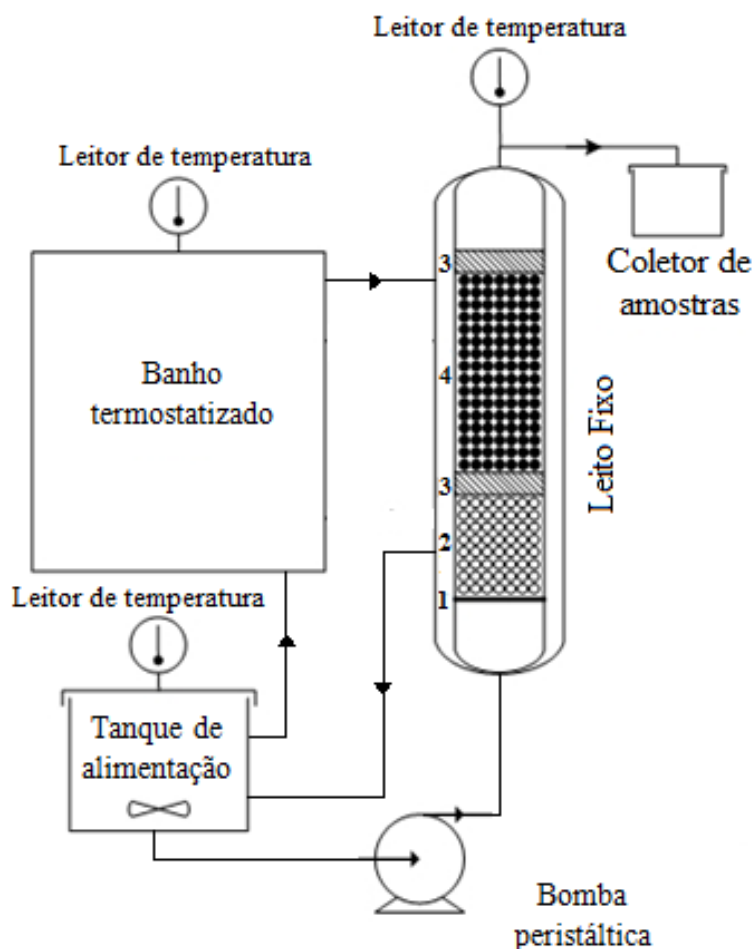 Leitor de temperatura
Leitor de temperatura
Coletor de
amostras
Banho
termostatizado
3
4
3
2
1
Leito Fixo
Leitor de temperatura
Tanque de
alimentação
Bomba
peristáltica